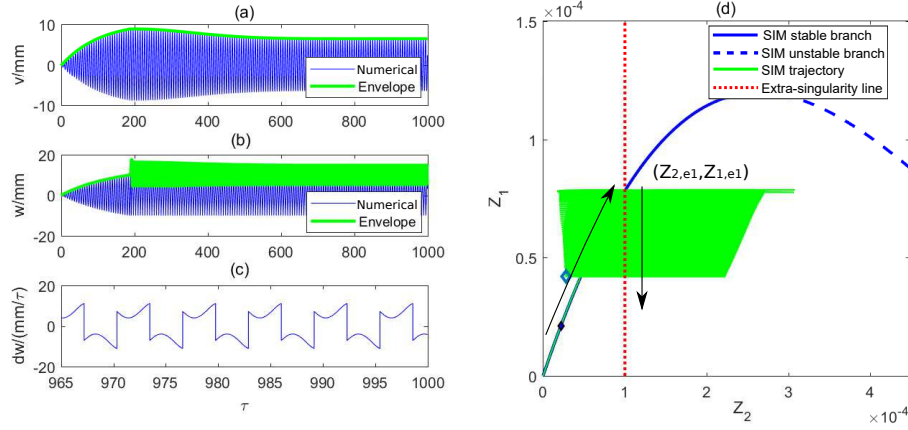 (a)
10
0
-10
v/mm
Numerical
Envelope
0 200 400 600 800 1000
(b)
20
0
-20
w/mm
Numerical
Envelope
0 200 400 600 800 1000
(c)
20
0
-20
dw/(mm/τ)
965 970 975 980 985 990 995 1000
τ
(d)
×10⁻⁴
1.5
1
0.5
0
Z₁
SIM stable branch
SIM unstable branch
SIM trajectory
Extra-singularity line
(Z₂,ₑ₁,Z₁,ₑ₁)
0 1 2 3 4
Z₂
×10⁻⁴